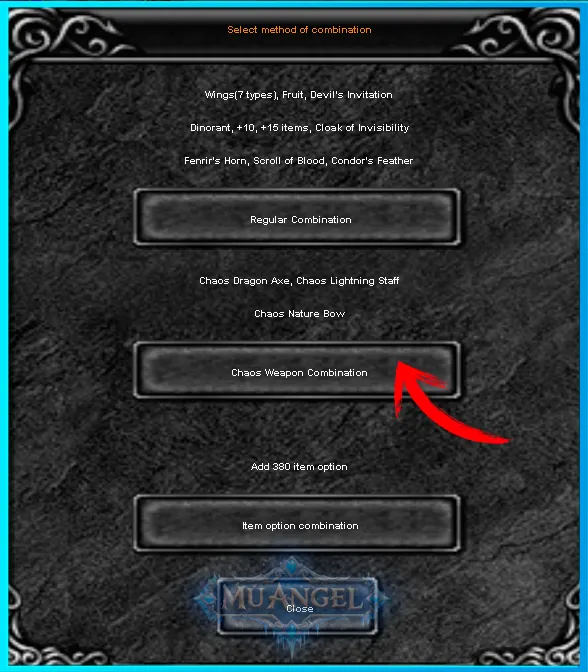 Select method of combination
Wings(7 types), Fruit, Devil's Invitation
Dinorant, +10, +15 items, Cloak of Invisibility
Fenrir's Horn, Scroll of Blood, Condor's Feather
Regular Combination
Chaos Dragon Axe, Chaos Lightning Staff
Chaos Nature Bow
Chaos Weapon Combination
Add 380 item option
Item option combination
MUANGEL
Close